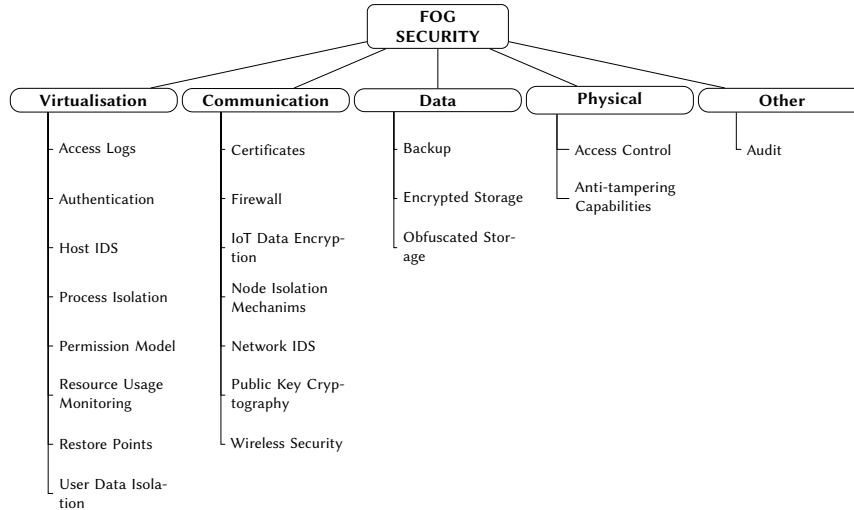 FOG
SECURITY
Virtualisation
Communication
Data
Physical
Other
Access Logs
Authentication
Host IDS
Process Isolation
Permission Model
Resource Usage
Monitoring
Restore Points
User Data Isola-
tion
Certificates
Firewall
IoT Data Encryp-
tion
Node Isolation
Mechanims
Network IDS
Public Key Cryp-
tography
Wireless Security
Backup
Encrypted Storage
Obfuscated Stor-
age
Access Control
Anti-tampering
Capabilities
Audit